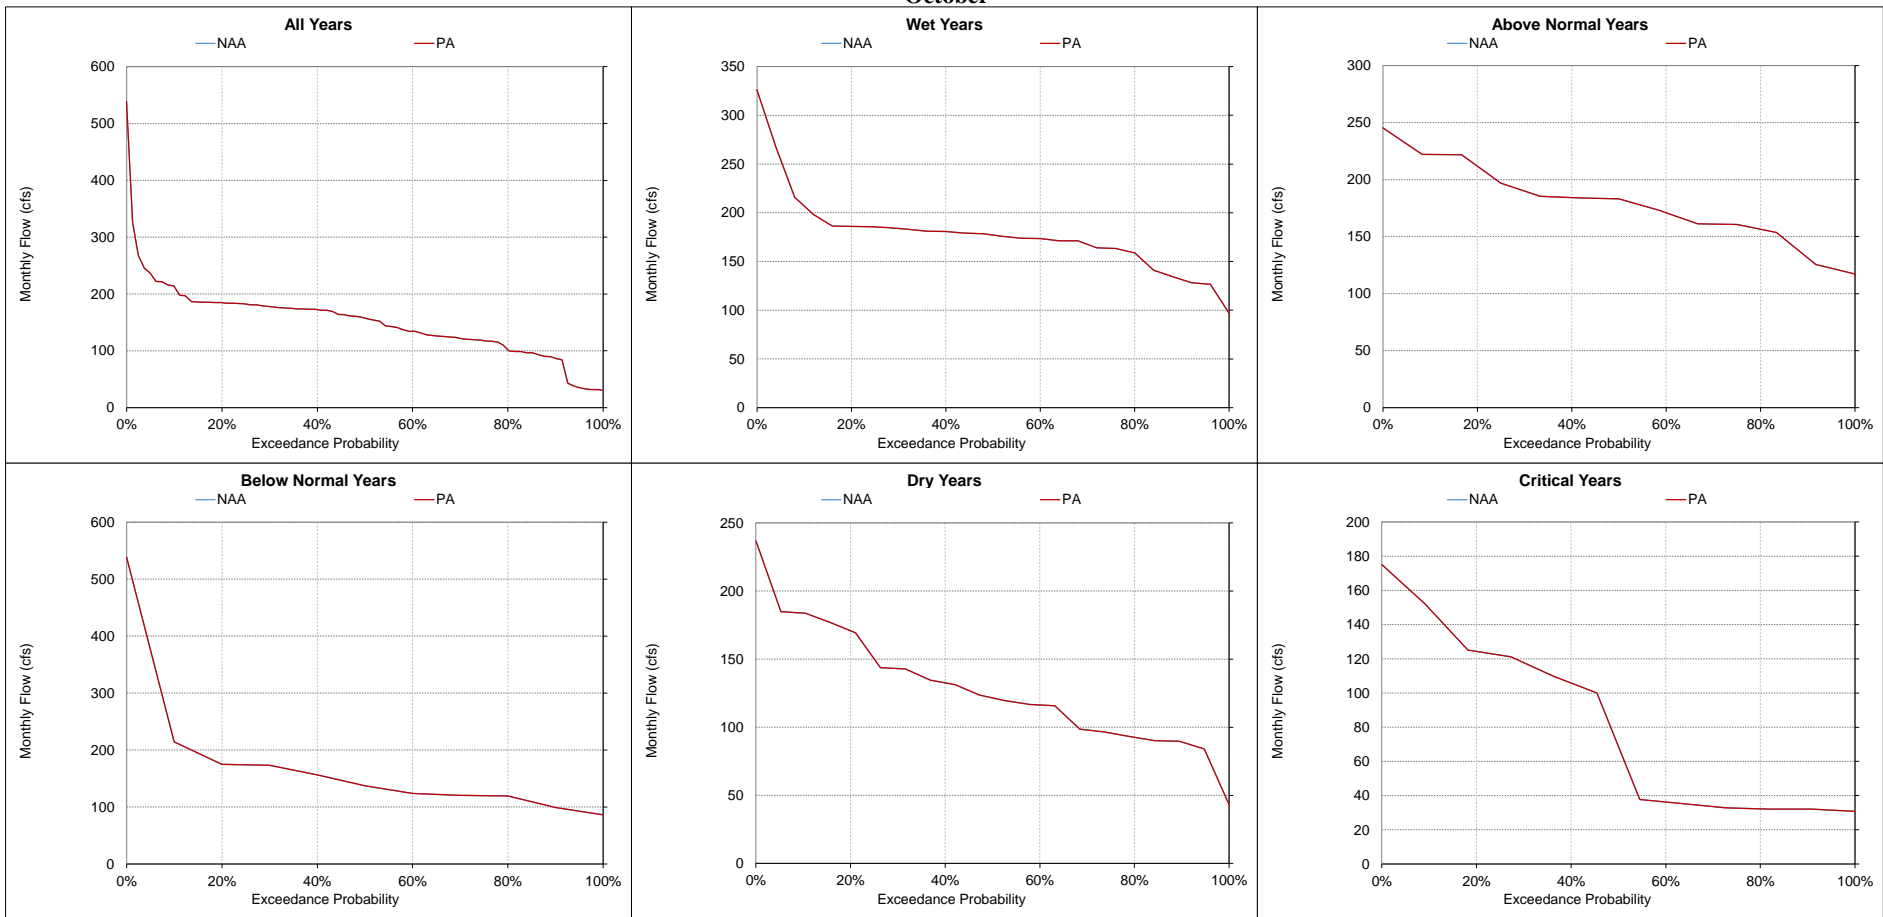 October
All Years
NAA PA
600
500
400
300
200
100
0
Monthly Flow (cfs)
0% 20% 40% 60% 80% 100%
Exceedance Probability
Wet Years
NAA PA
350
300
250
200
150
100
50
0
Monthly Flow (cfs)
0% 20% 40% 60% 80% 100%
Exceedance Probability
Above Normal Years
NAA PA
300
250
200
150
100
50
0
Monthly Flow (cfs)
0% 20% 40% 60% 80% 100%
Exceedance Probability
Below Normal Years
NAA PA
600
500
400
300
200
100
0
Monthly Flow (cfs)
0% 20% 40% 60% 80% 100%
Exceedance Probability
Dry Years
NAA PA
250
200
150
100
50
0
Monthly Flow (cfs)
0% 20% 40% 60% 80% 100%
Exceedance Probability
Critical Years
NAA PA
200
180
160
140
120
100
80
60
40
20
0
Monthly Flow (cfs)
0% 20% 40% 60% 80% 100%
Exceedance Probability